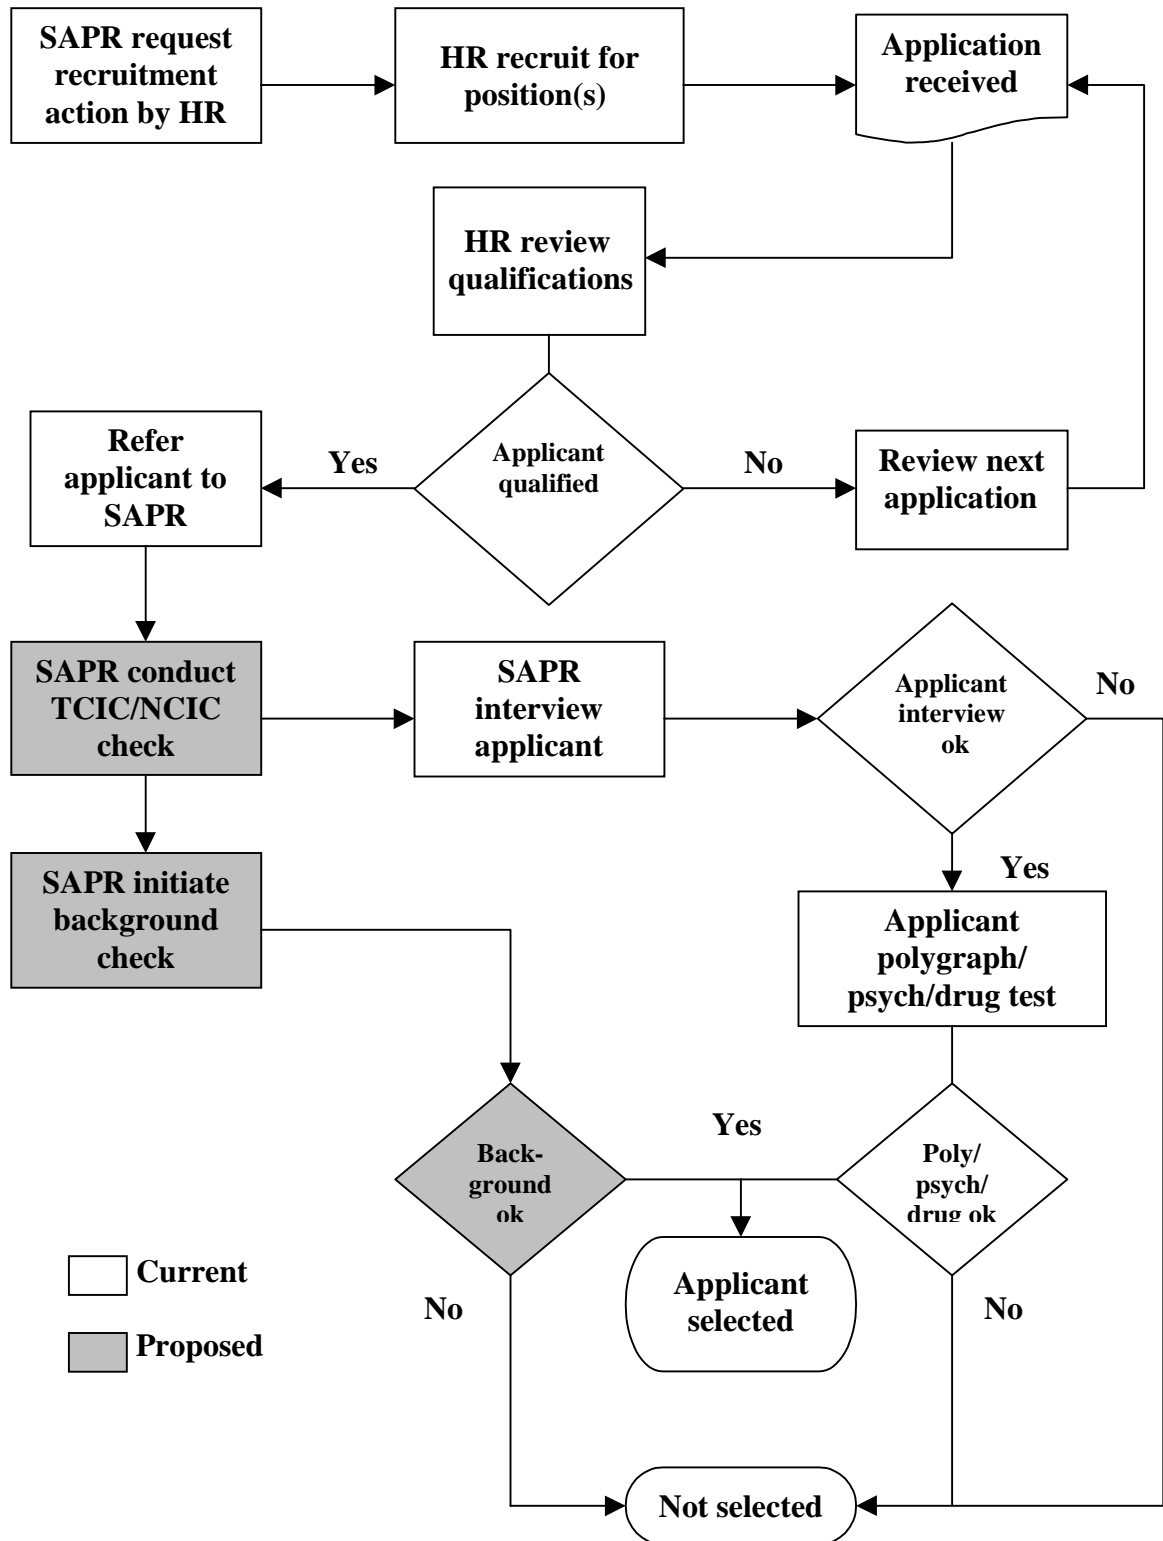 SAPR request
recruitment
action by HR
HR recruit for
position(s)
Application
received
HR review
qualifications
Refer
applicant to
SAPR
Yes
Applicant
qualified
No
Review next
application
SAPR conduct
TCIC/NCIC
check
SAPR
interview
applicant
Applicant
interview
ok
No
Yes
SAPR initiate
background
check
Applicant
polygraph/
psych/drug test
Back-
ground
ok
Yes
Poly/
psych/
drug ok
Applicant
selected
No
No
Current
Proposed
Not selected